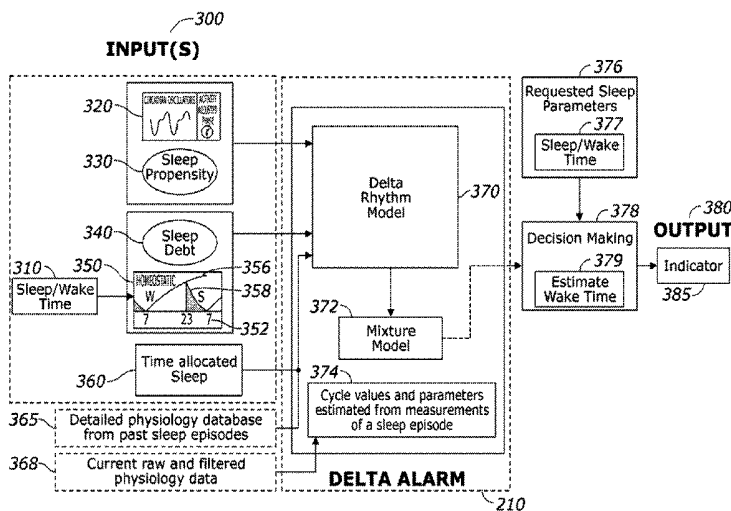 300
INPUT(S)
320
CIRCADIAN OSCILLATORS
ACTIVITY
330
Sleep
Propensity
340
Sleep
Debt
310
350
Sleep/Wake
Time
HOMEOSTATIC
W
S
356
358
7
23
7
352
360
Time allocated
Sleep
365
Detailed physiology database
from past sleep episodes
368
Current raw and filtered
physiology data
Delta
Rhythm
Model
370
372
Mixture
Model
374
Cycle values and parameters
estimated from measurements
of a sleep episode
DELTA ALARM
210
376
Requested Sleep
Parameters
377
Sleep/Wake
Time
378
Decision Making
379
Estimate
Wake Time
380
OUTPUT
Indicator
385